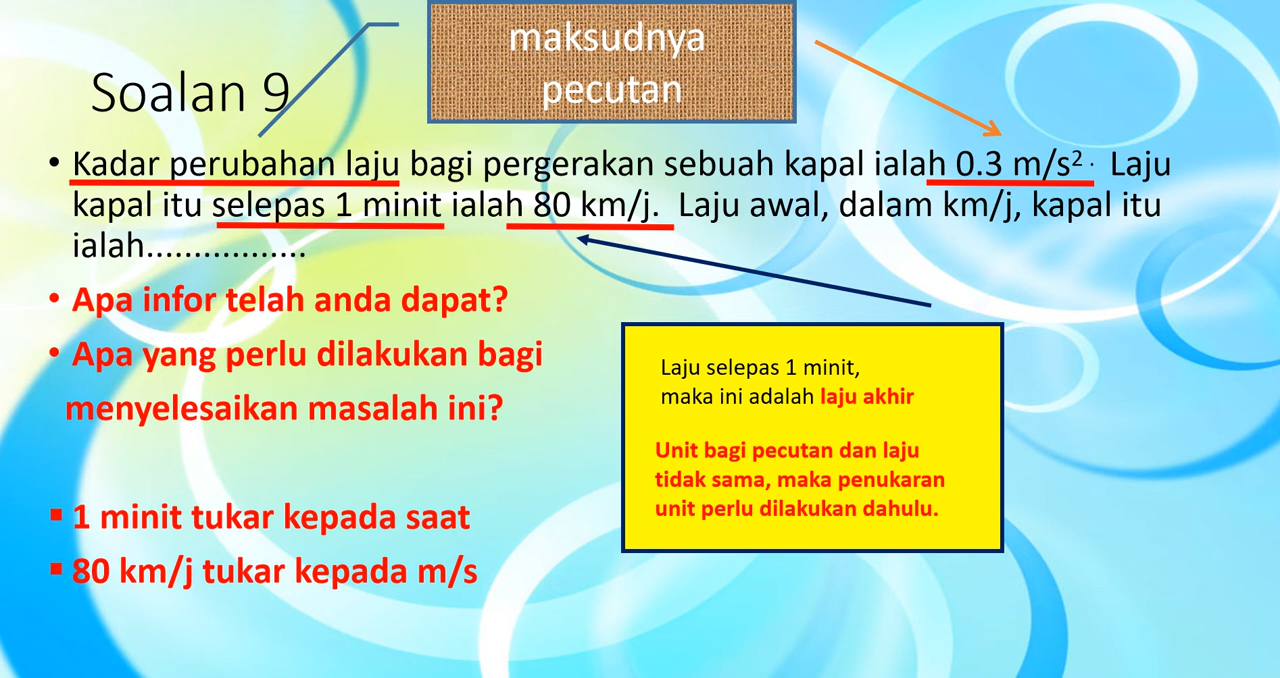 maksudnya
pecutan
Soalan 9
• Kadar perubahan laju bagi pergerakan sebuah kapal ialah 0.3 m/s². Laju
kapal itu selepas 1 minit ialah 80 km/j. Laju awal, dalam km/j, kapal itu
ialah.................
• Apa infor telah anda dapat?
• Apa yang perlu dilakukan bagi
menyelesaikan masalah ini?
Laju selepas 1 minit,
maka ini adalah laju akhir
Unit bagi pecutan dan laju
tidak sama, maka penukaran
unit perlu dilakukan dahulu.
▪ 1 minit tukar kepada saat
▪ 80 km/j tukar kepada m/s